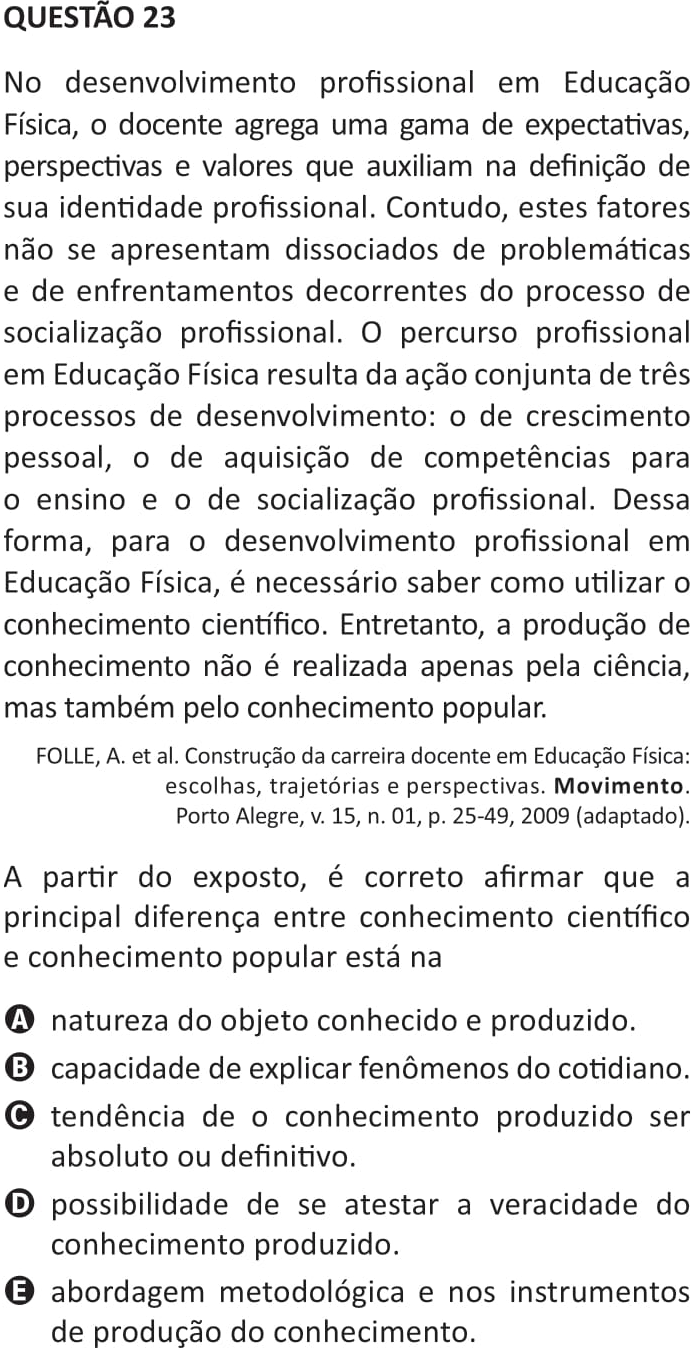 QUESTÃO 23
No desenvolvimento profissional em Educação
Física, o docente agrega uma gama de expectativas,
perspectivas e valores que auxiliam na definição de
sua identidade profissional. Contudo, estes fatores
não se apresentam dissociados de problemáticas
e de enfrentamentos decorrentes do processo de
socialização profissional. O percurso profissional
em Educação Física resulta da ação conjunta de três
processos de desenvolvimento: o de crescimento
pessoal, o de aquisição de competências para
o ensino e o de socialização profissional. Dessa
forma, para o desenvolvimento profissional em
Educação Física, é necessário saber como utilizar o
conhecimento científico. Entretanto, a produção de
conhecimento não é realizada apenas pela ciência,
mas também pelo conhecimento popular.
FOLLE, A. et al. Construção da carreira docente em Educação Física:
escolhas, trajetórias e perspectivas. Movimento.
Porto Alegre, v. 15, n. 01, p. 25-49, 2009 (adaptado).
A partir do exposto, é correto afirmar que a
principal diferença entre conhecimento científico
e conhecimento popular está na
A natureza do objeto conhecido e produzido.
B capacidade de explicar fenômenos do cotidiano.
C tendência de o conhecimento produzido ser
absoluto ou definitivo.
D possibilidade de se atestar a veracidade do
conhecimento produzido.
E abordagem metodológica e nos instrumentos
de produção do conhecimento.